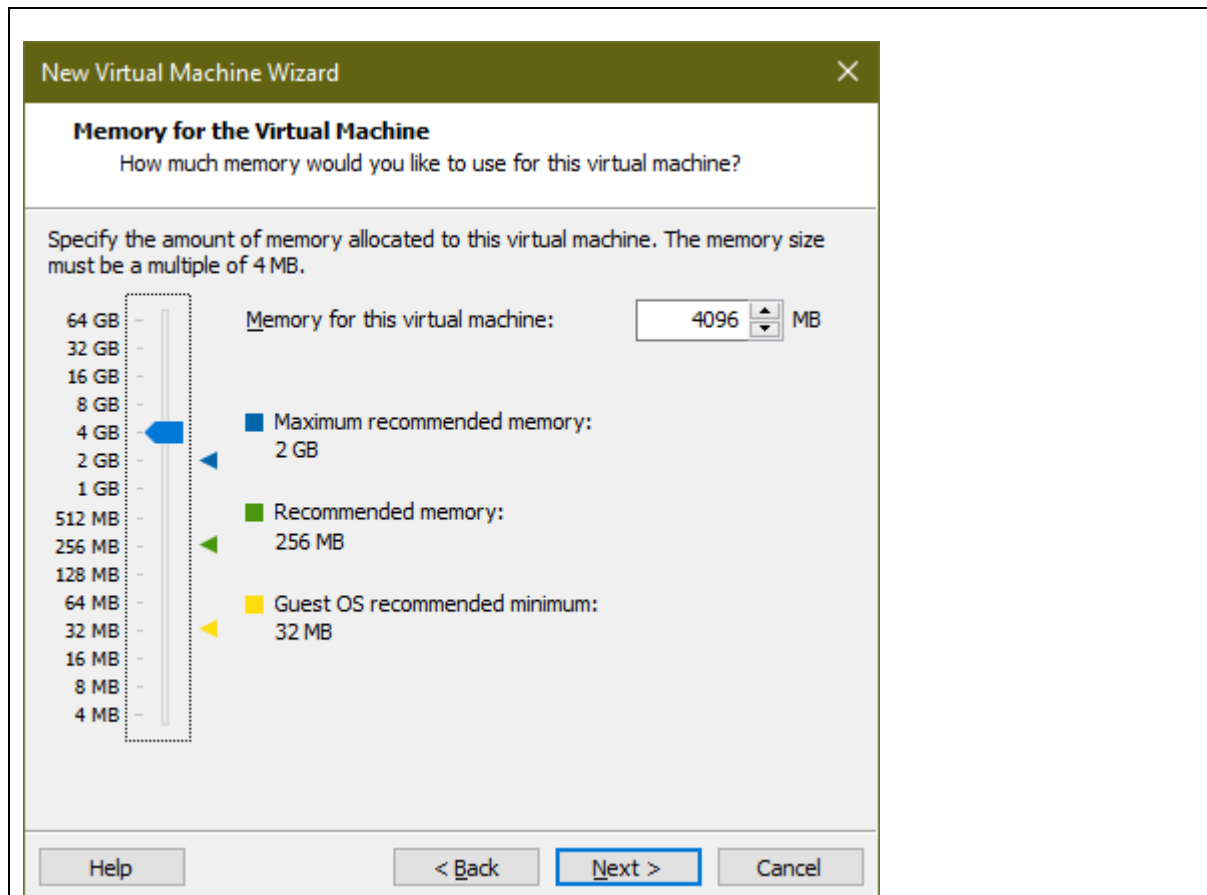 New Virtual Machine Wizard
Memory for the Virtual Machine
How much memory would you like to use for this virtual machine?
Specify the amount of memory allocated to this virtual machine. The memory size
must be a multiple of 4 MB.
64 GB
32 GB
16 GB
8 GB
4 GB
2 GB
1 GB
512 MB
256 MB
128 MB
64 MB
32 MB
16 MB
8 MB
4 MB
Memory for this virtual machine: 4096 MB
Maximum recommended memory:
2 GB
Recommended memory:
256 MB
Guest OS recommended minimum:
32 MB
Help < Back Next > Cancel